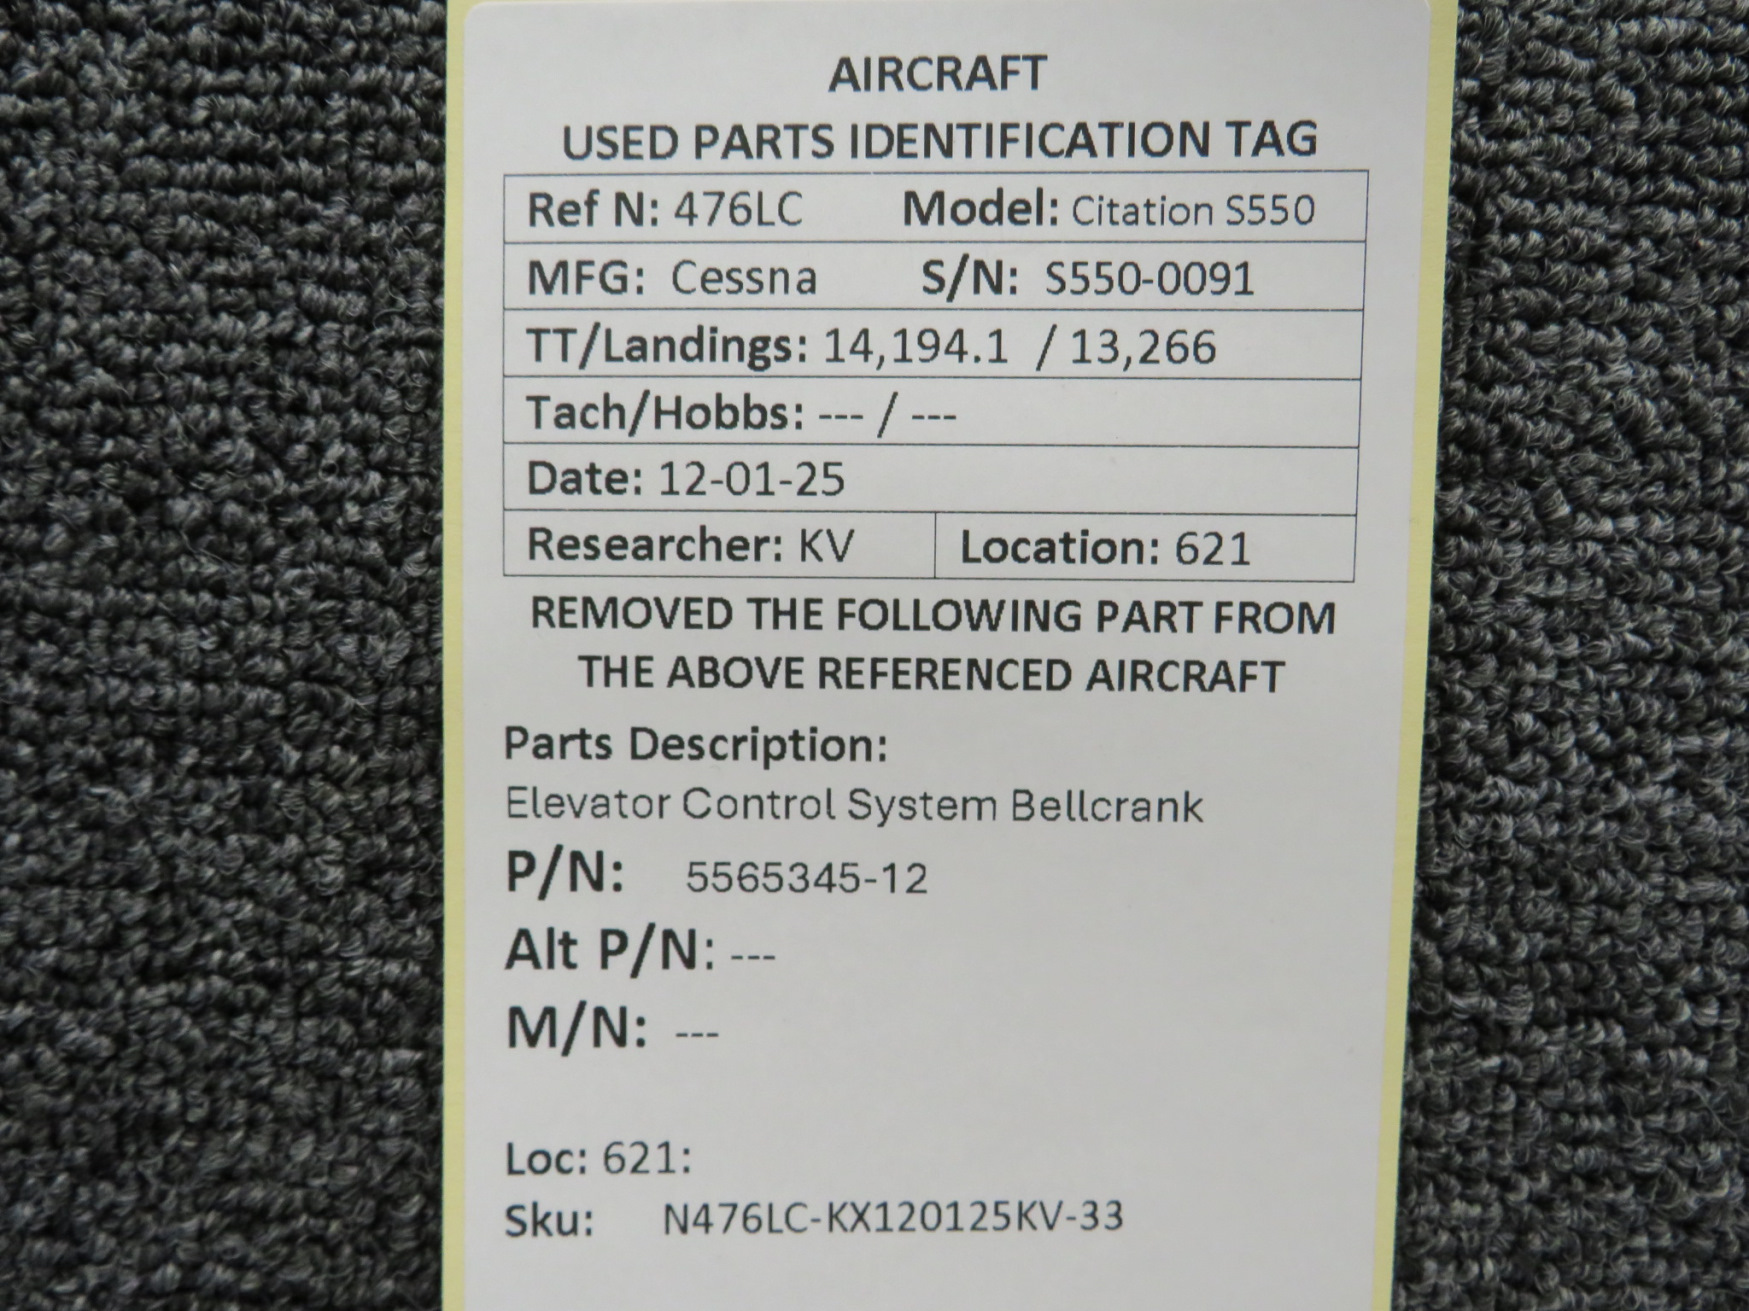 AIRCRAFT
USED PARTS IDENTIFICATION TAG
Ref N: 476LC Model: Citation S550
MFG: Cessna S/N: S550-0091
TT/Landings: 14,194.1 / 13,266
Tach/Hobbs: --- / ---
Date: 12-01-25
Researcher: KV Location: 621
REMOVED THE FOLLOWING PART FROM
THE ABOVE REFERENCED AIRCRAFT
Parts Description:
Elevator Control System Bellcrank
P/N: 5565345-12
Alt P/N: ---
M/N: ---
Loc: 621:
Sku: N476LC-KX120125KV-33